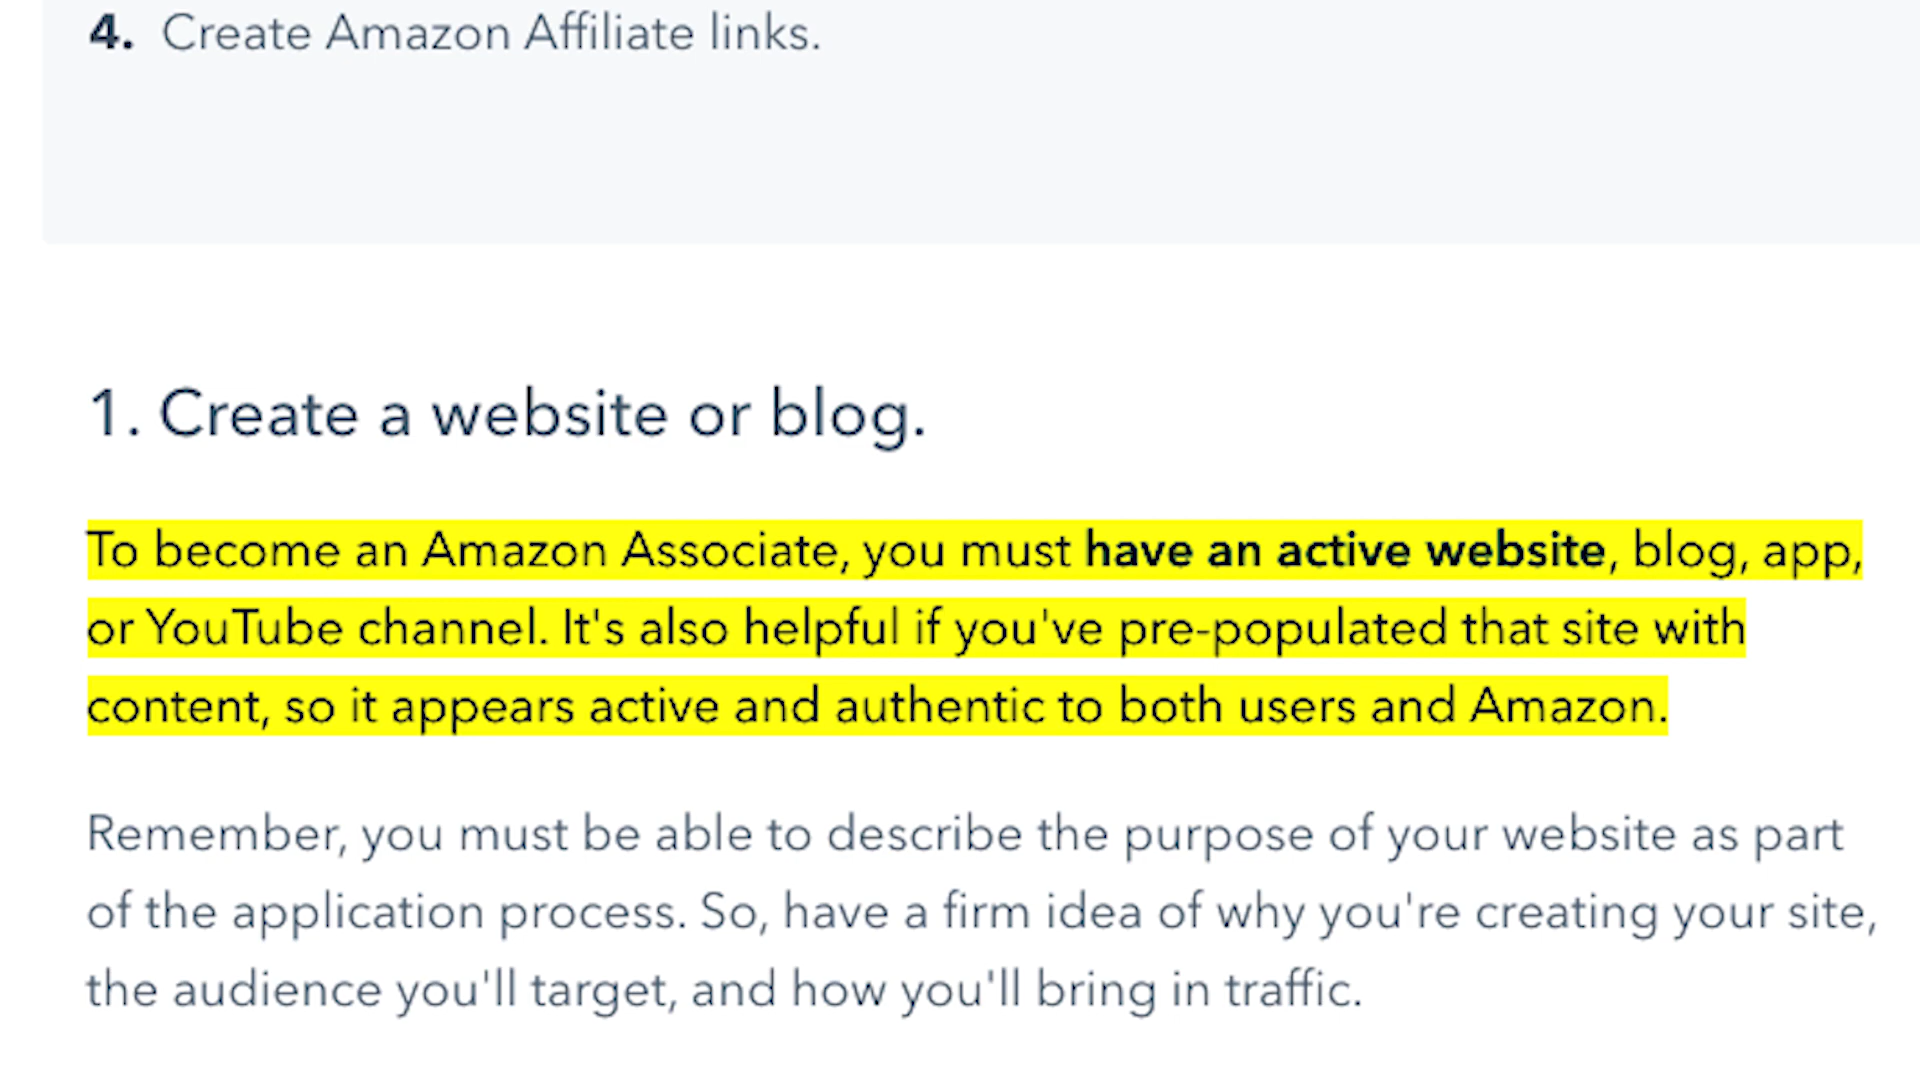 4. Create Amazon Affiliate links.
1. Create a website or blog.
To become an Amazon Associate, you must have an active website, blog, app,
or YouTube channel. It's also helpful if you've pre-populated that site with
content, so it appears active and authentic to both users and Amazon.
Remember, you must be able to describe the purpose of your website as part
of the application process. So, have a firm idea of why you're creating your site,
the audience you'll target, and how you'll bring in traffic.